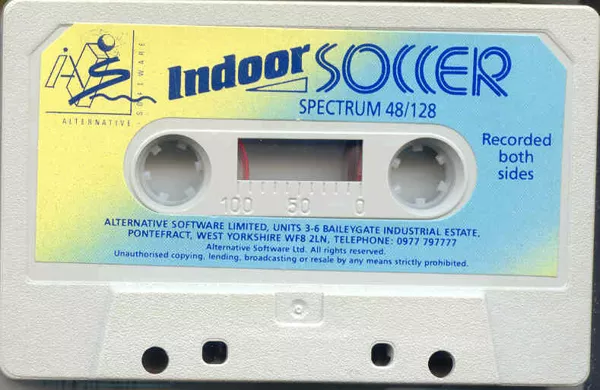 Indoor SOCCER
SPECTRUM 48/128
ALTERNATIVE
SOFTWARE
Recorded
both
sides
100 50 0
ALTERNATIVE SOFTWARE LIMITED, UNITS 3-6 BAILEYGATE INDUSTRIAL ESTATE,
PONTEFRACT, WEST YORKSHIRE WF8 2LN, TELEPHONE: 0977 797777
Alternative Software Ltd. All rights reserved.
Unauthorised copying, lending, broadcasting or resale by any means strictly prohibited.